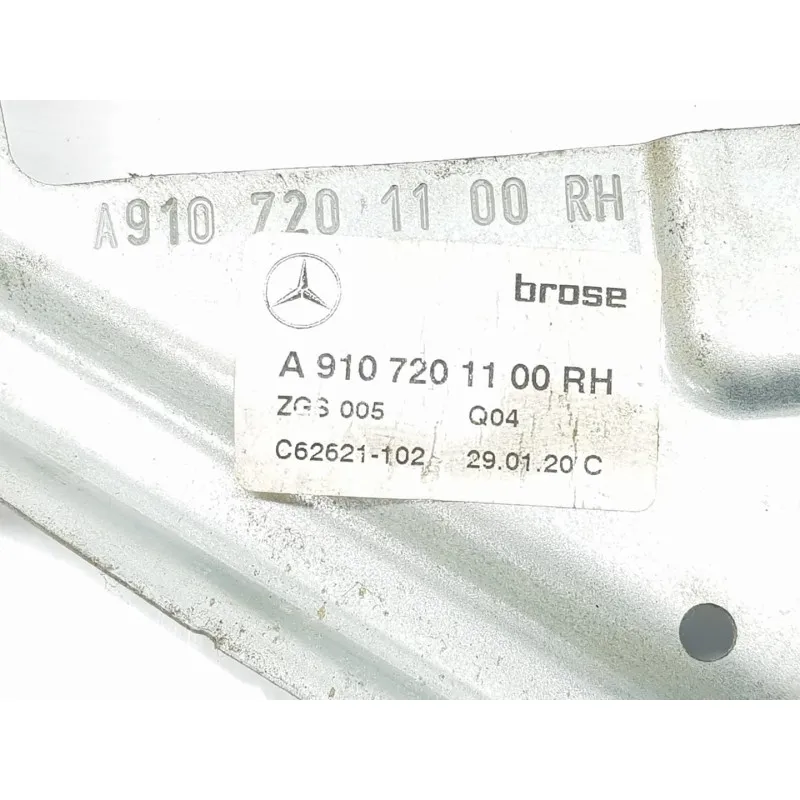 A910 720 11 00 RH
brose
A 910 720 11 00 RH
ZGS 005 Q04
C62621-102 29.01.20 C